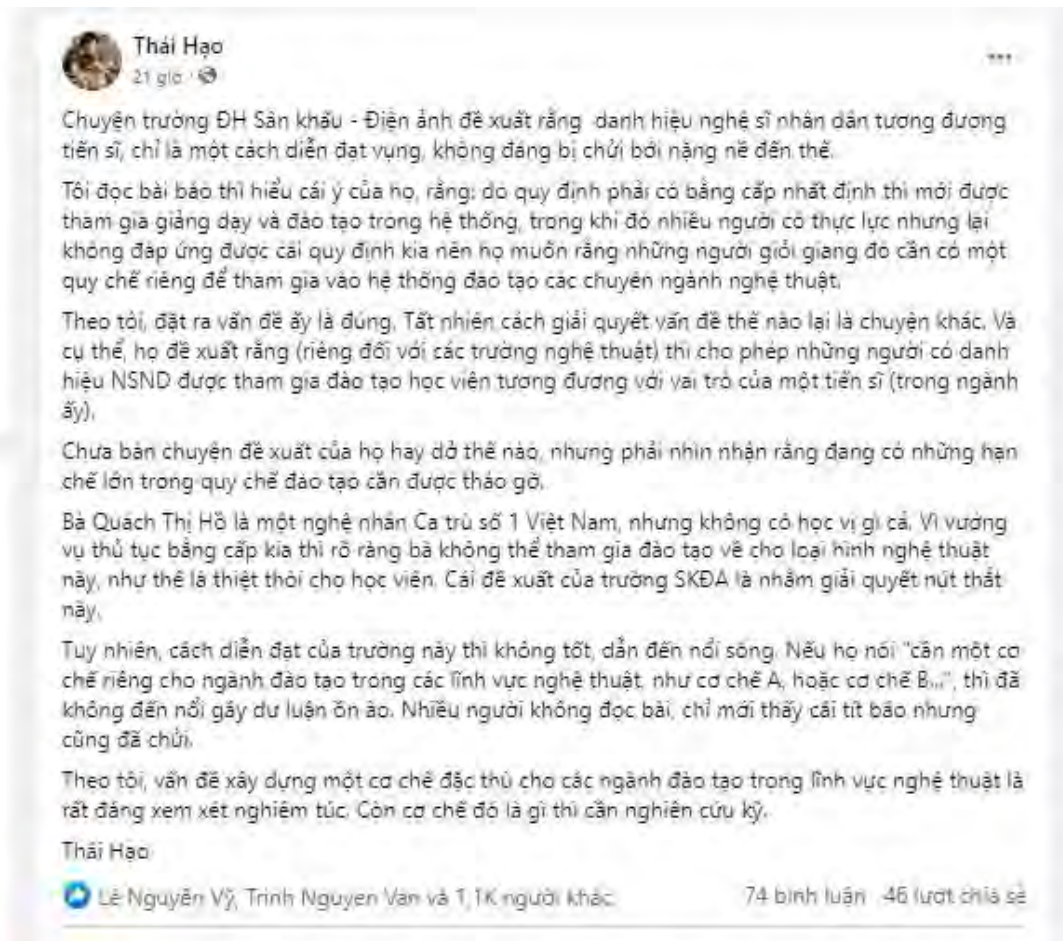 Thái Hạo
21 giờ
Chuyện trường ĐH Sân khấu - Điện ảnh đề xuất rằng danh hiệu nghệ sĩ nhân dân tương đương
tiến sĩ, chỉ là một cách diễn đạt vụng, không đáng bị chửi bới nặng nề đến thế.
Tôi đọc bài báo thì hiểu cái ý của họ, rằng: do quy định phải có bằng cấp nhất định thì mới được
tham gia giảng dạy và đào tạo trong hệ thống, trong khi đó nhiều người có thực lực nhưng lại
không đáp ứng được cái quy định kia nên họ muốn rằng những người giỏi giang đó cần có một
quy chế riêng để tham gia vào hệ thống đào tạo các chuyên ngành nghệ thuật.
Theo tôi, đặt ra vấn đề ấy là đúng. Tất nhiên cách giải quyết vấn đề thế nào lại là chuyện khác. Và
cụ thể, họ đề xuất rằng (riêng đối với các trường nghệ thuật) thì cho phép những người có danh
hiệu NSND được tham gia đào tạo học viên tương đương với vai trò của một tiến sĩ (trong ngành
ấy).
Chưa bàn chuyện đề xuất của họ hay dở thế nào, nhưng phải nhìn nhận rằng đang có những hạn
chế lớn trong quy chế đào tạo cần được tháo gỡ.
Bà Quách Thị Hồ là một nghệ nhân Ca trù số 1 Việt Nam, nhưng không có học vị gì cả. Vì vướng
vụ thủ tục bằng cấp kia thì rõ ràng bà không thể tham gia đào tạo về cho loại hình nghệ thuật
này, như thế là thiệt thòi cho học viên. Cái đề xuất của trường SKĐA là nhằm giải quyết nút thắt
này.
Tuy nhiên, cách diễn đạt của trường này thì không tốt, dẫn đến nổi sóng. Nếu họ nói "cần một cơ
chế riêng cho ngành đào tạo trong các lĩnh vực nghệ thuật, như cơ chế A, hoặc cơ chế B...", thì đã
không đến nổi gây dư luận ồn ào. Nhiều người không đọc bài, chỉ mới thấy cái tít báo nhưng
cũng đã chửi.
Theo tôi, vấn đề xây dựng một cơ chế đặc thù cho các ngành đào tạo trong lĩnh vực nghệ thuật là
rất đáng xem xét nghiêm túc. Còn cơ chế đó là gì thì cần nghiên cứu kỹ.
Thái Hạo
Lê Nguyên Vỹ, Trinh Nguyen Van và 1,1K người khác
74 bình luận 46 lượt chia sẻ